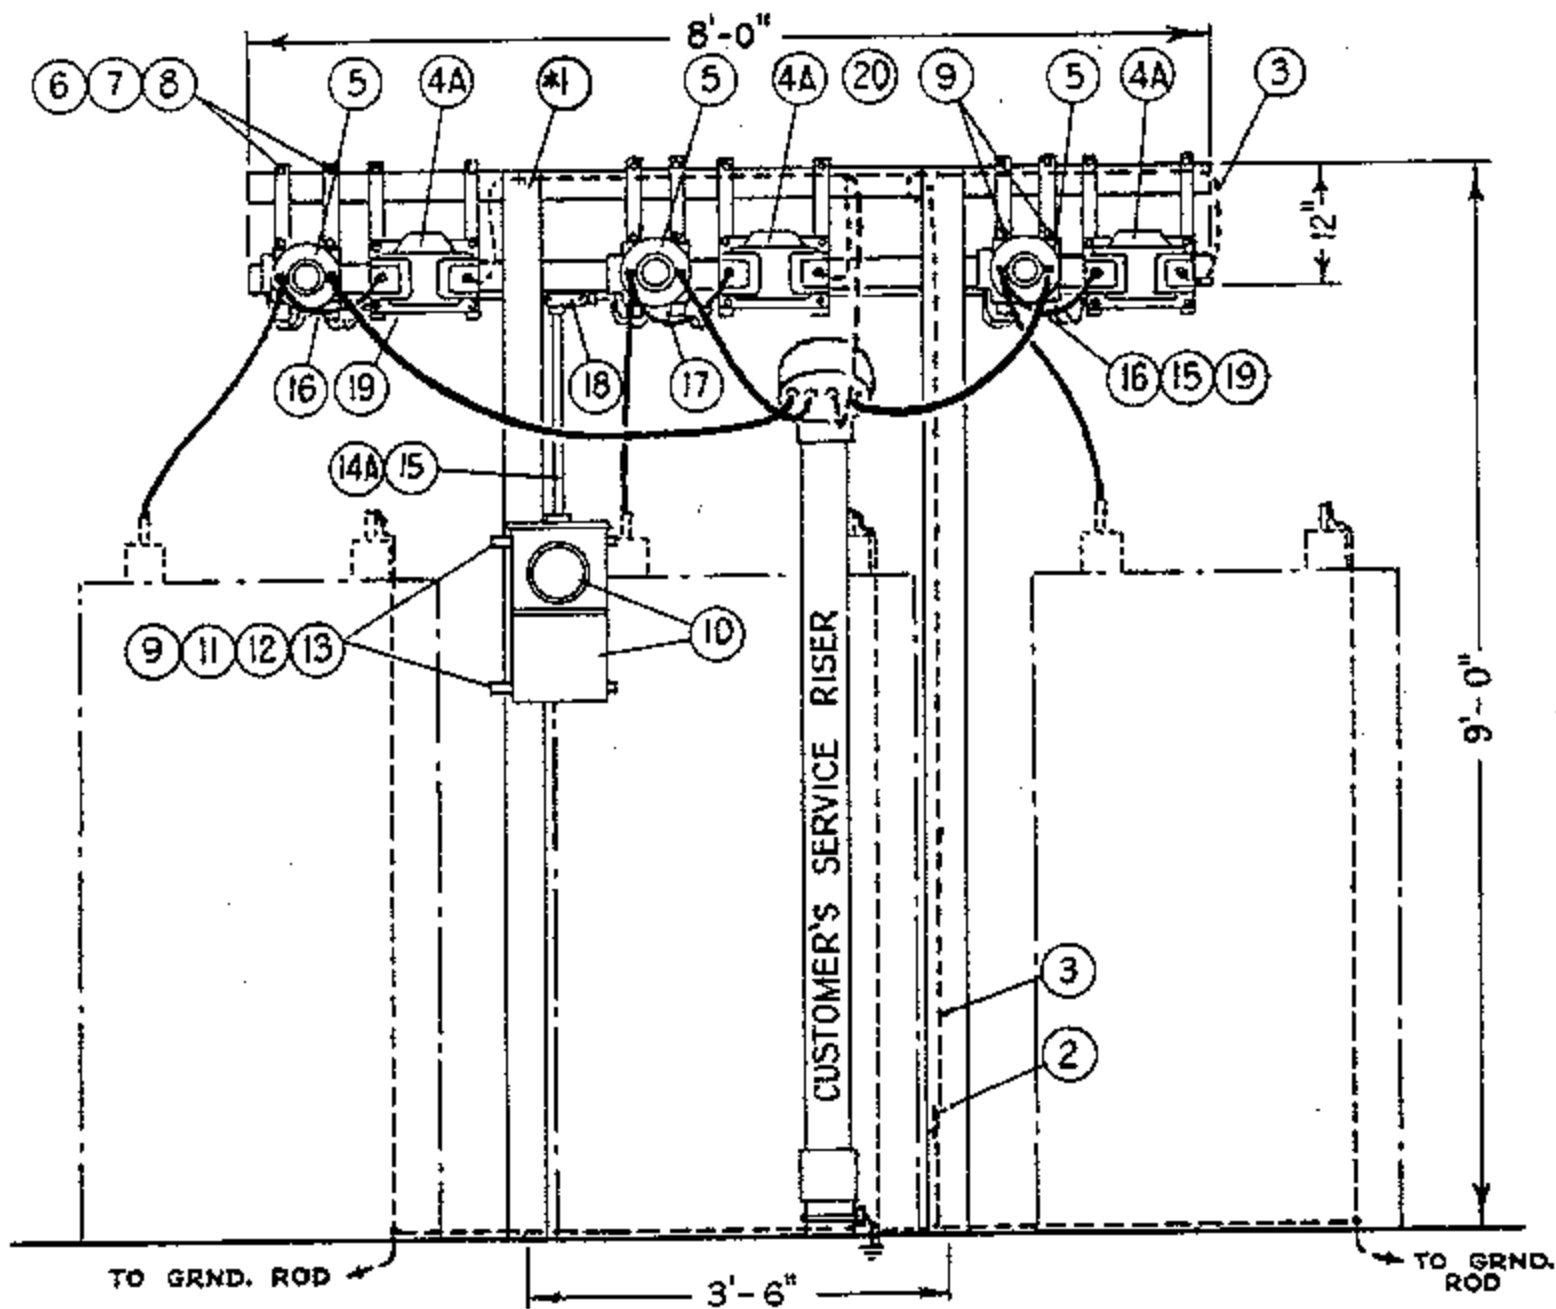 8'-0"
6 7 8 5 4A *1 5 4A 20 9 5 4A 3
12"
16 19 18 17 16 15 19
14A 15
9 11 12 13 10
9'-0"
CUSTOMER'S SERVICE RISER
3
2
TO GRND. ROD
TO GRND.
ROD
3'-6"